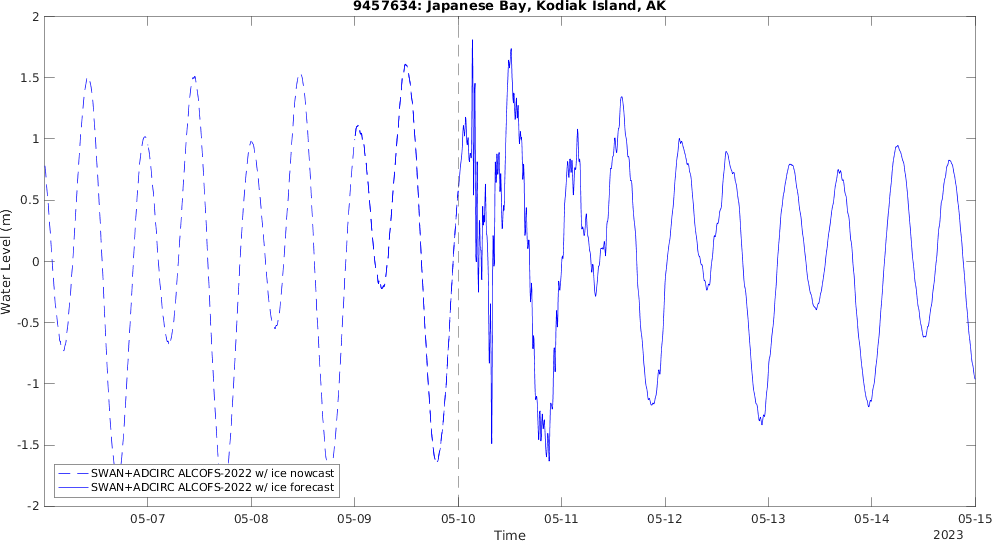 9457634: Japanese Bay, Kodiak Island, AK
2
1.5
1
0.5
0
-0.5
-1
-1.5
-2
Water Level (m)
SWAN+ADCIRC ALCOFS-2022 w/ ice nowcast
SWAN+ADCIRC ALCOFS-2022 w/ ice forecast
05-07 05-08 05-09 05-10 05-11 05-12 05-13 05-14 05-15
Time
2023